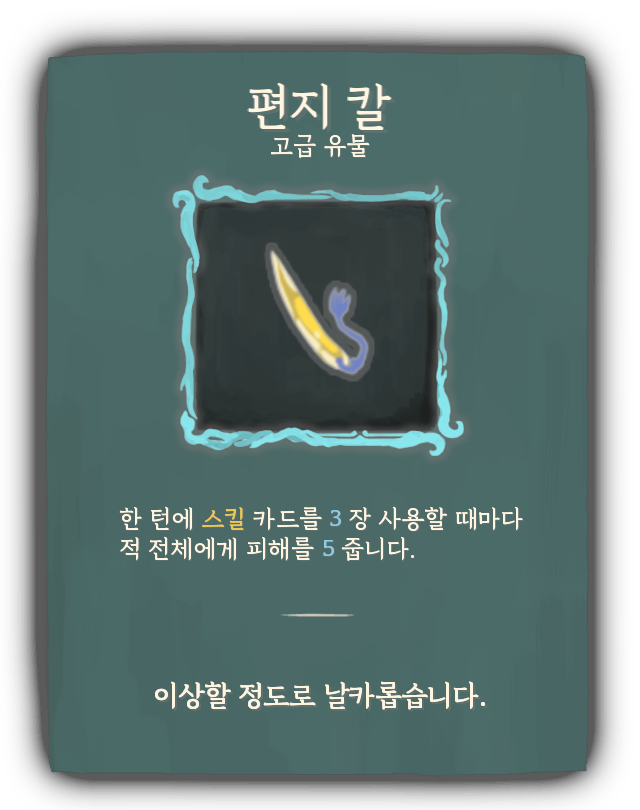 편지 칼
고급 유물
한 턴에 스킬 카드를 3 장 사용할 때마다
적 전체에게 피해를 5 줍니다.
이상할 정도로 날카롭습니다.